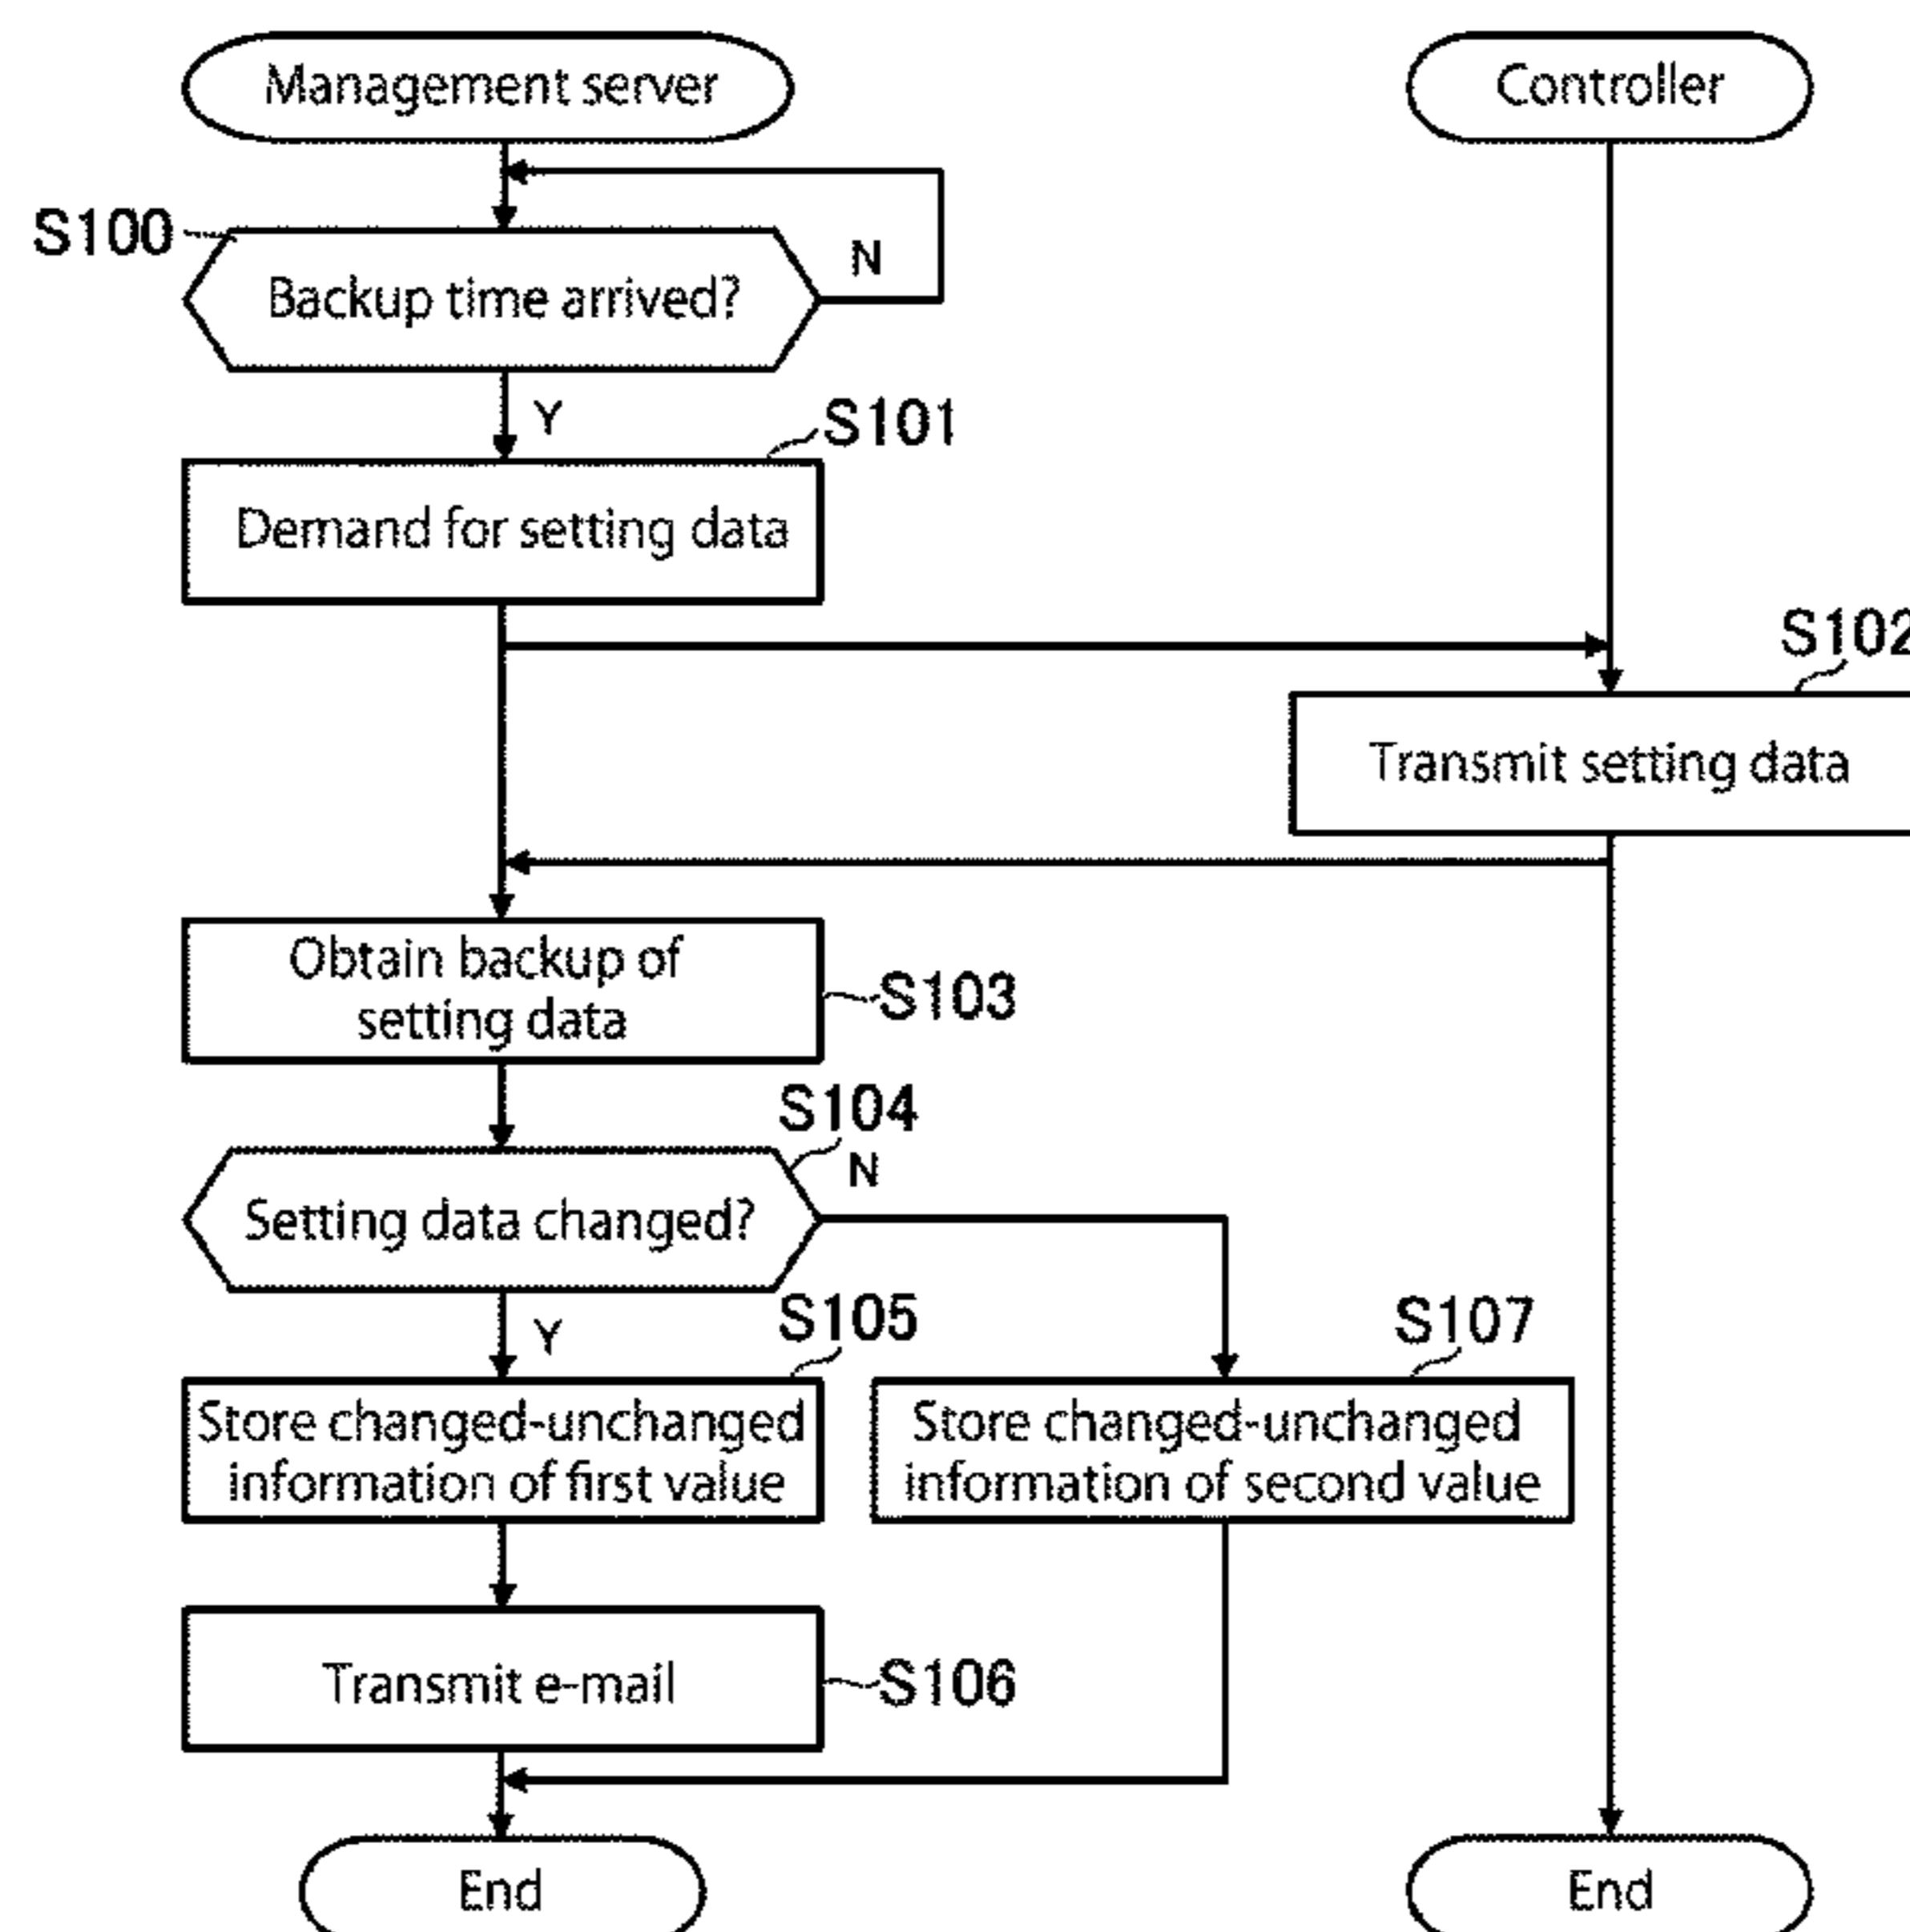 Management server
Controller
S100
N
Backup time arrived?
Y
S101
Demand for setting data
S102
Transmit setting data
Obtain backup of
setting data
S103
S104
N
Setting data changed?
Y
S105
S107
Store changed-unchanged
information of first value
Store changed-unchanged
information of second value
Transmit e-mail
S106
End
End